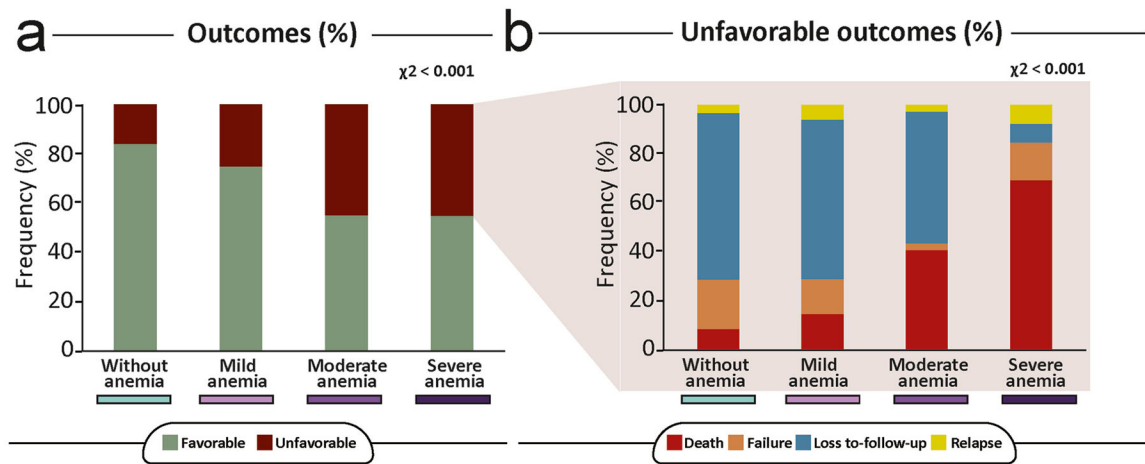 a
Outcomes (%)
χ2 < 0.001
Frequency (%)
100
80
60
40
20
0
Without
anemia
Mild
anemia
Moderate
anemia
Severe
anemia
Favorable
Unfavorable
b
Unfavorable outcomes (%)
χ2 < 0.001
Frequency (%)
100
80
60
40
20
0
Without
anemia
Mild
anemia
Moderate
anemia
Severe
anemia
Death
Failure
Loss to-follow-up
Relapse